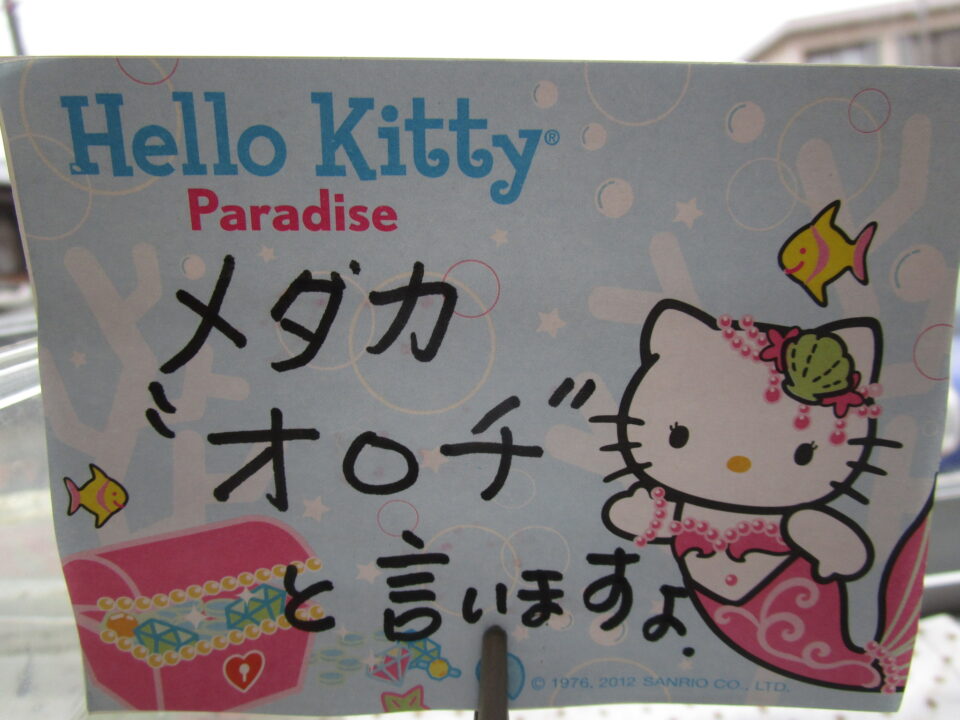 Hello Kitty®
Paradise
メダカ
〝オロチ〞
と言いますよ.
© 1976, 2012 SANRIO CO., LTD.